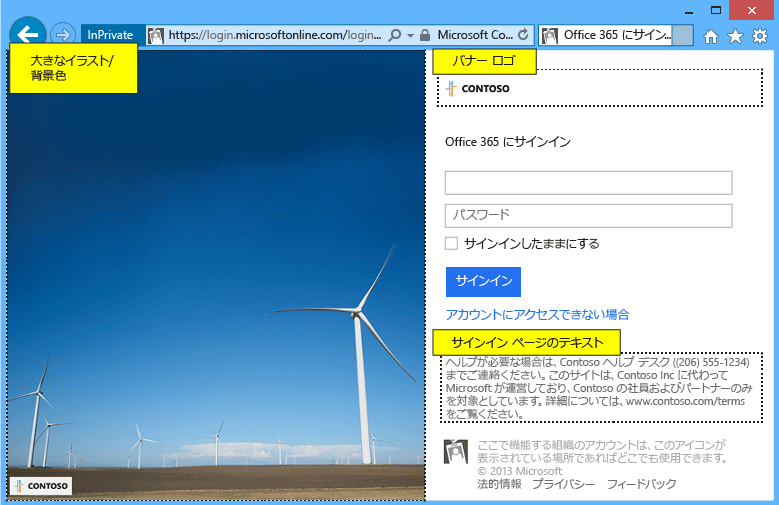 InPrivate
https://login.microsoftonline.com/login...
Microsoft Co...
Office 365 にサイン...
大きなイラスト/
背景色
バナー ロゴ
CONTOSO
Office 365 にサインイン
パスワード
サインインしたままにする
サインイン
アカウントにアクセスできない場合
サインイン ページのテキスト
ヘルプが必要な場合は、Contoso ヘルプ デスク ((206) 555-1234)
までご連絡ください。このサイトは、Contoso Inc に代わって
Microsoft が運営しており、Contoso の社員およびパートナーのみ
を対象としています。詳細については、www.contoso.com/terms
をご覧ください。
ここで機能する組織のアカウントは、このアイコンが
表示されている場所であればどこでも使用できます。
© 2013 Microsoft
法的情報 プライバシー フィードバック
CONTOSO